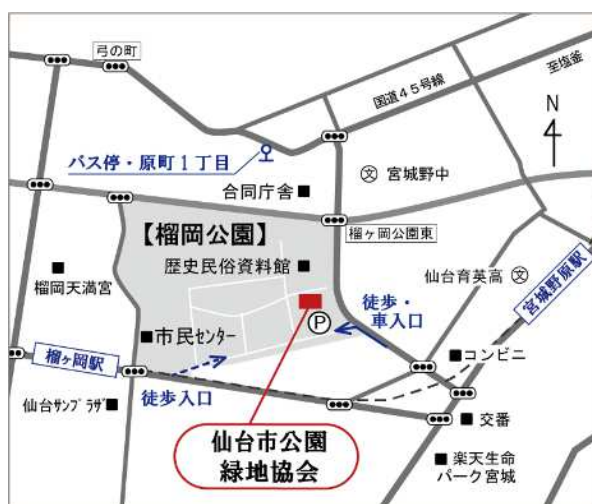 弓の町
国道45号線
至塩釜
N
バス停・原町1丁目
合同庁舎
文
宮城野中
【榴岡公園】
榴ヶ岡公園東
歴史民俗資料館
仙台育英高
文
宮城野原駅
榴岡天満宮
徒歩・
車入口
P
市民センター
榴ヶ岡駅
コンビニ
仙台サンプラザ
徒歩入口
交番
仙台市公園
緑地協会
楽天生命
パーク宮城